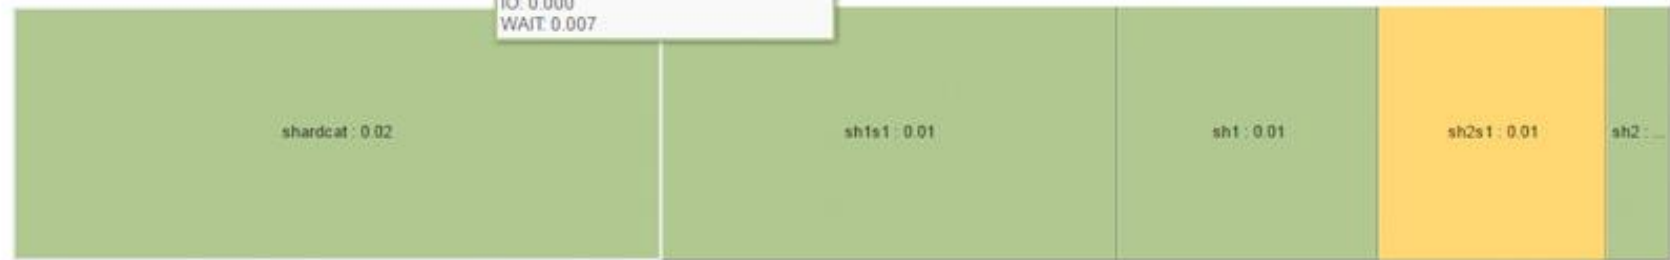 IO: 0.000
WAIT: 0.007
shardcat : 0.02
sh1s1 : 0.01
sh1 : 0.01
sh2s1 : 0.01
sh2 : ...